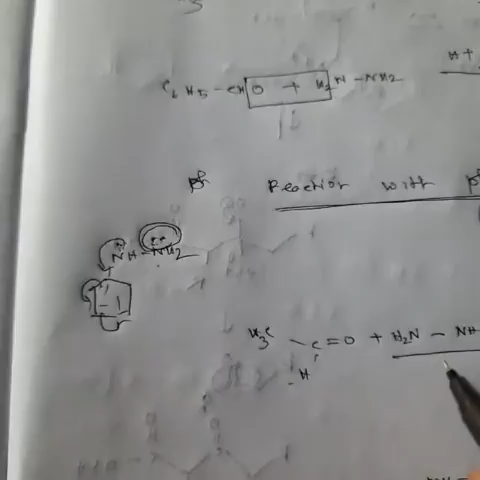 C6H5 - CHO + H2N - NH2 H+
Reaction with
NH - NH2
H3C - C = O + H2N - NH
H